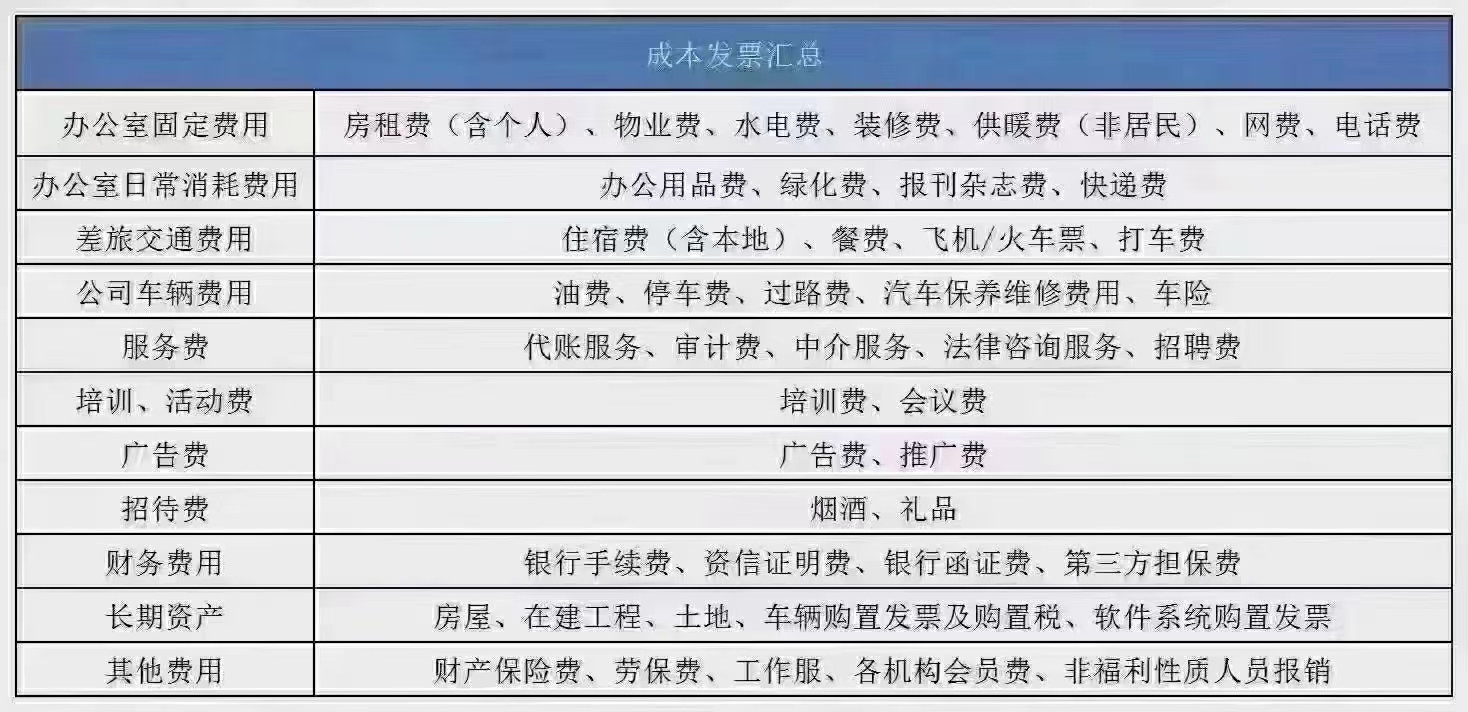 成本发票汇总
办公室固定费用 房租费（含个人）、物业费、水电费、装修费、供暖费（非居民）、网费、电话费
办公室日常消耗费用 办公用品费、绿化费、报刊杂志费、快递费
差旅交通费用 住宿费（含本地）、餐费、飞机/火车票、打车费
公司车辆费用 油费、停车费、过路费、汽车保养维修费用、车险
服务费 代账服务、审计费、中介服务、法律咨询服务、招聘费
培训、活动费 培训费、会议费
广告费 广告费、推广费
招待费 烟酒、礼品
财务费用 银行手续费、资信证明费、银行函证费、第三方担保费
长期资产 房屋、在建工程、土地、车辆购置发票及购置税、软件系统购置发票
其他费用 财产保险费、劳保费、工作服、各机构会员费、非福利性质人员报销